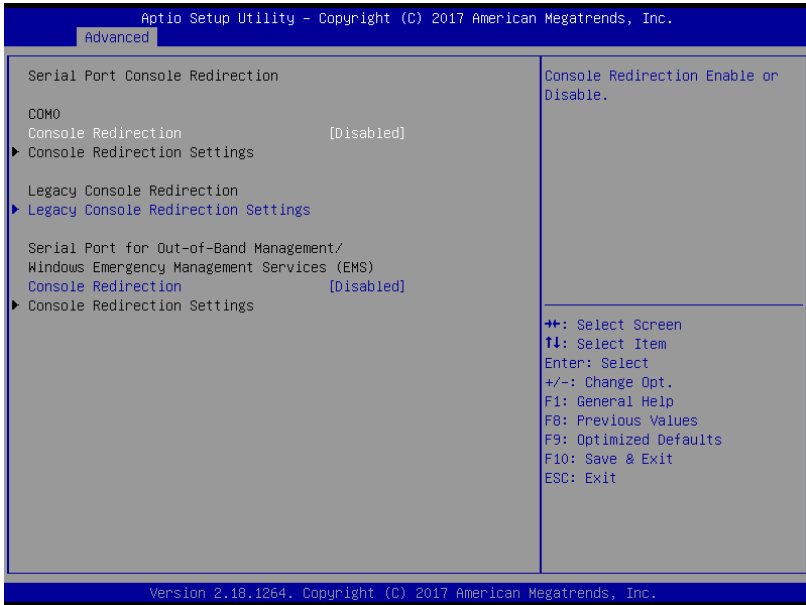 Aptio Setup Utility – Copyright (C) 2017 American Megatrends, Inc.
Advanced
Serial Port Console Redirection
COM0
Console Redirection [Disabled]
▶ Console Redirection Settings
Legacy Console Redirection
▶ Legacy Console Redirection Settings
Serial Port for Out-of-Band Management/
Windows Emergency Management Services (EMS)
Console Redirection [Disabled]
▶ Console Redirection Settings
Console Redirection Enable or
Disable.
→←: Select Screen
↑↓: Select Item
Enter: Select
+/-: Change Opt.
F1: General Help
F8: Previous Values
F9: Optimized Defaults
F10: Save & Exit
ESC: Exit
Version 2.18.1264. Copyright (C) 2017 American Megatrends, Inc.